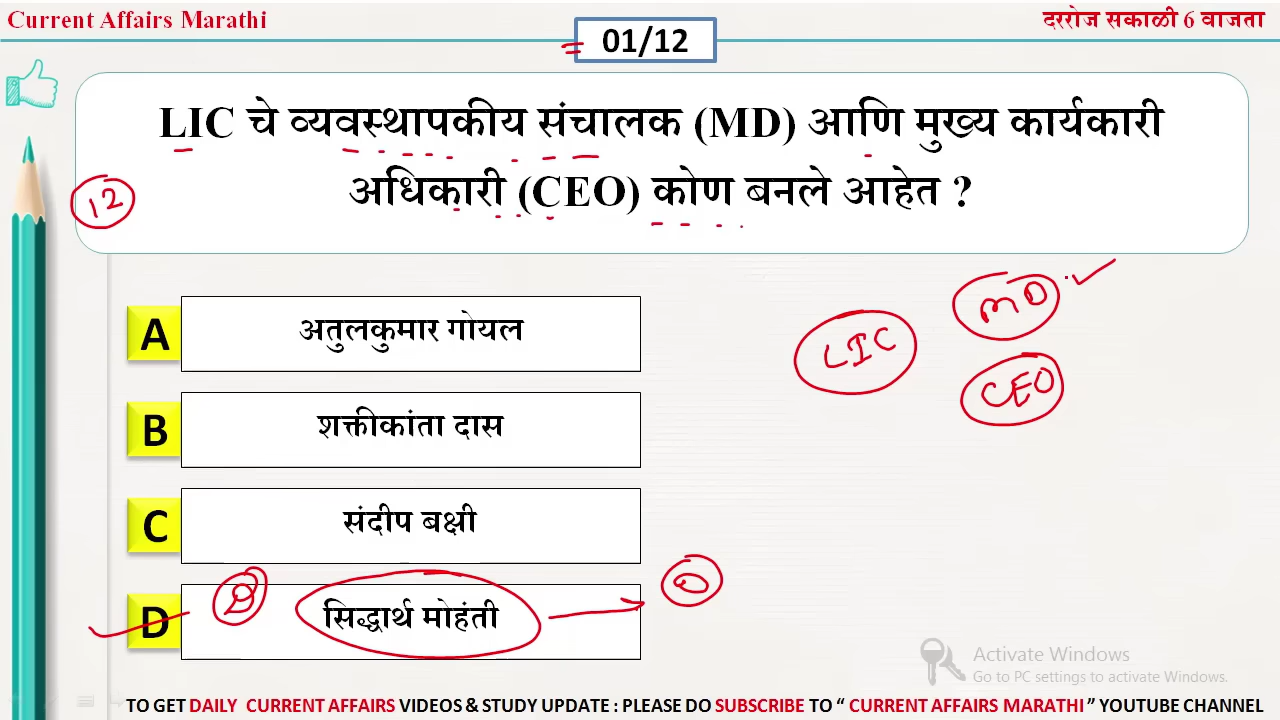 Current Affairs Marathi
दररोज सकाळी 6 वाजता
01/12
LIC चे व्यवस्थापकीय संचालक (MD) आणि मुख्य कार्यकारी
अधिकारी (CEO) कोण बनले आहेत ?
12
A अतुलकुमार गोयल
B शक्तीकांता दास
C संदीप बक्षी
D सिद्धार्थ मोहंती
LIC
MD
CEO
D
Activate Windows
Go to PC settings to activate Windows.
TO GET DAILY CURRENT AFFAIRS VIDEOS & STUDY UPDATE : PLEASE DO SUBSCRIBE TO “ CURRENT AFFAIRS MARATHI ” YOUTUBE CHANNEL